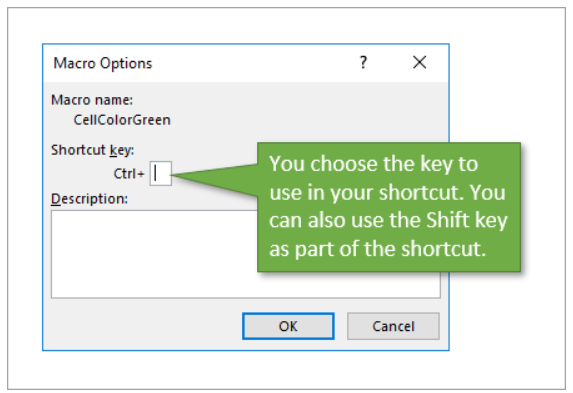 Macro Options
?
Macro name:
CellColorGreen
Shortcut key:
Ctrl+
Description:
You choose the key to
use in your shortcut. You
can also use the Shift key
as part of the shortcut.
OK
Cancel